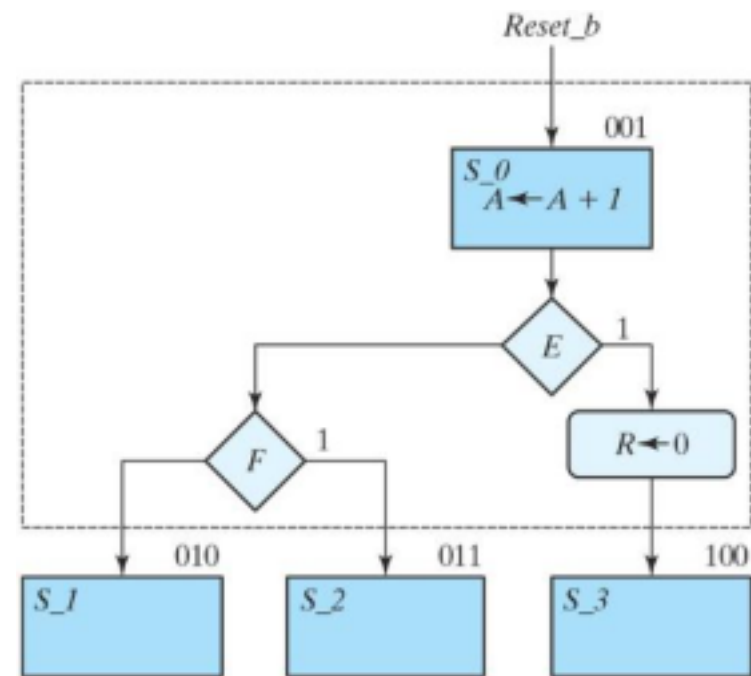 Reset_b
001
S_0
A ← A + 1
E
1
R ← 0
F
1
010
011
100
S_1
S_2
S_3